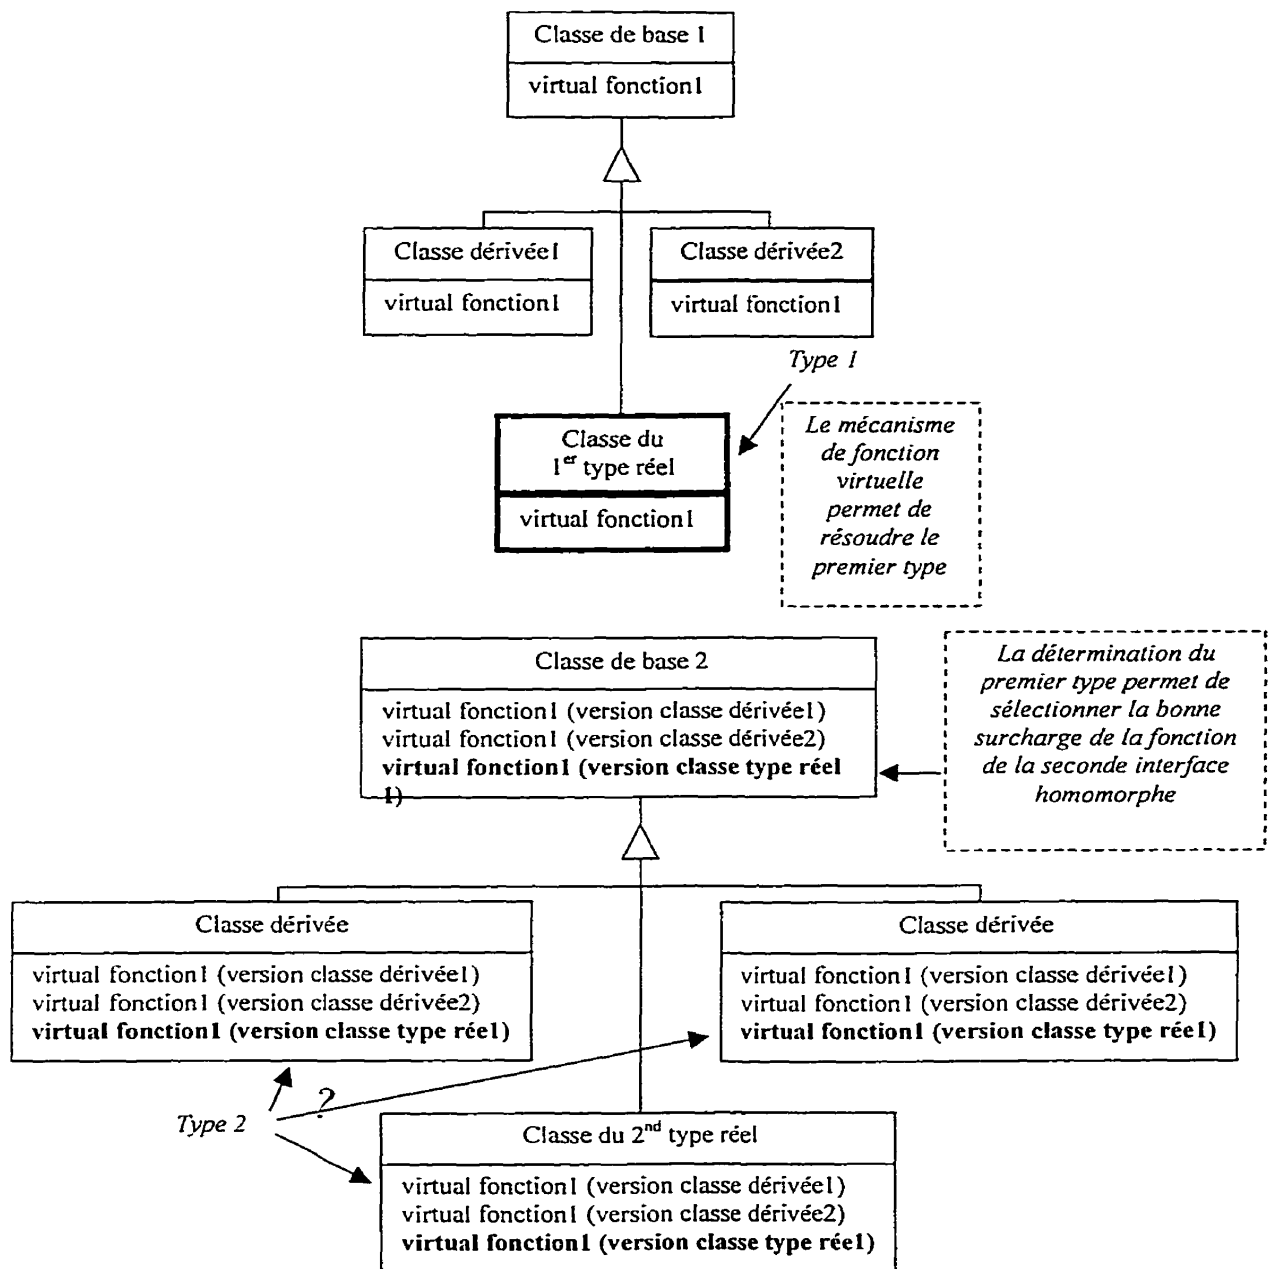 Classe de base 1
virtual fonction1
Classe dérivée1
virtual fonction1
Classe dérivée2
virtual fonction1
Type 1
Classe du
1er type réel
virtual fonction1
Le mécanisme
de fonction
virtuelle
permet de
résoudre le
premier type
Classe de base 2
virtual fonction1 (version classe dérivée1)
virtual fonction1 (version classe dérivée2)
virtual fonction1 (version classe type réel
1)
La détermination du
premier type permet de
sélectionner la bonne
surcharge de la fonction
de la seconde interface
homomorphe
Classe dérivée
virtual fonction1 (version classe dérivée1)
virtual fonction1 (version classe dérivée2)
virtual fonction1 (version classe type réel)
Classe dérivée
virtual fonction1 (version classe dérivée1)
virtual fonction1 (version classe dérivée2)
virtual fonction1 (version classe type réel)
?
Type 2
Classe du 2nd type réel
virtual fonction1 (version classe dérivée1)
virtual fonction1 (version classe dérivée2)
virtual fonction1 (version classe type réel)